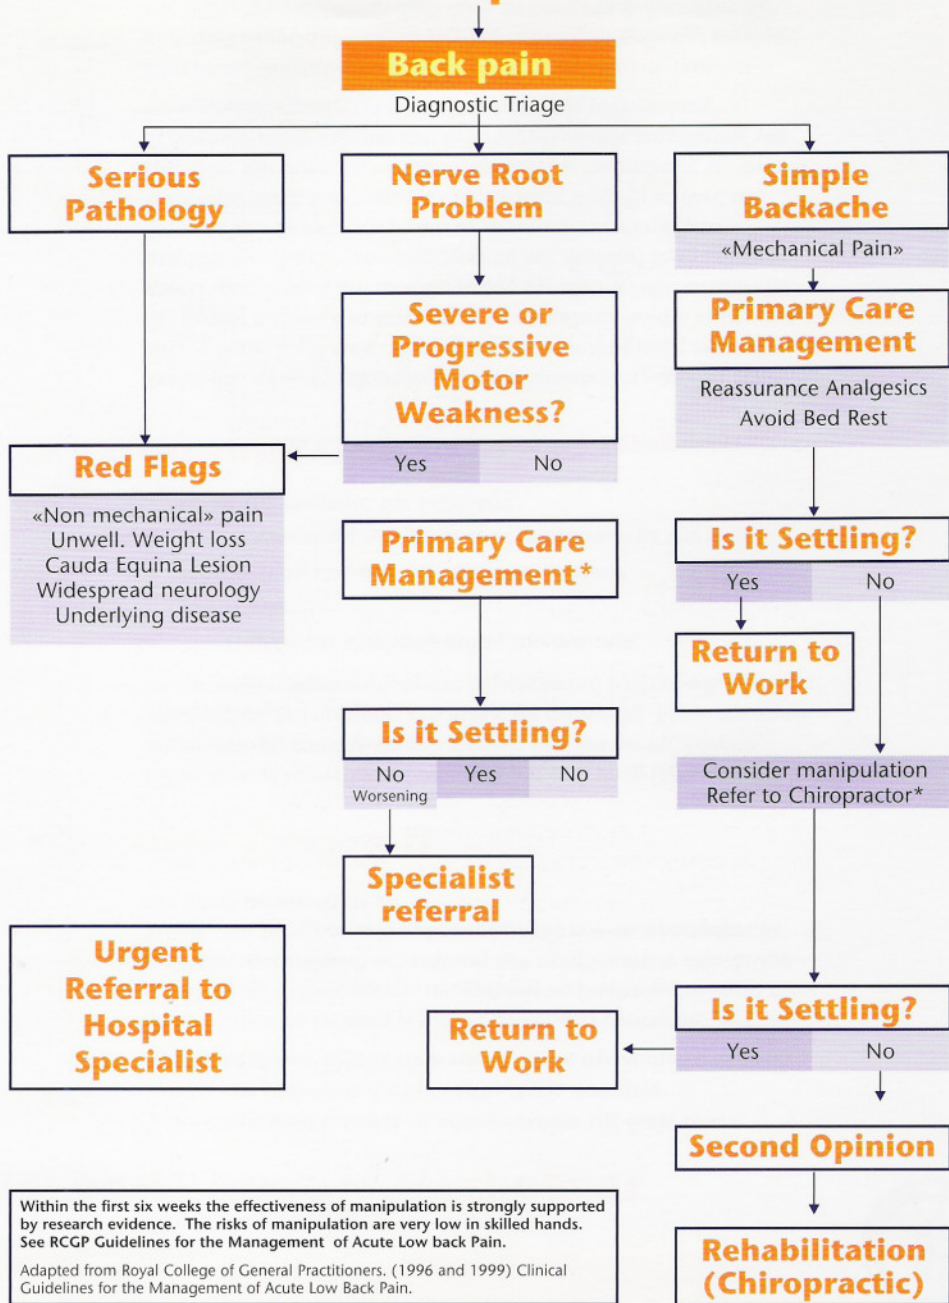 Back pain
Diagnostic Triage
Serious
Pathology
Nerve Root
Problem
Simple
Backache
«Mechanical Pain»
Severe or
Progressive
Motor
Weakness?
Yes
No
Primary Care
Management
Reassurance Analgesics
Avoid Bed Rest
Red Flags
«Non mechanical» pain
Unwell. Weight loss
Cauda Equina Lesion
Widespread neurology
Underlying disease
Primary Care
Management*
Is it Settling?
Yes
No
Return to
Work
Is it Settling?
No
Worsening
Yes
No
Consider manipulation
Refer to Chiropractor*
Specialist
referral
Urgent
Referral to
Hospital
Specialist
Is it Settling?
Yes
No
Return to
Work
Second Opinion
Rehabilitation
(Chiropractic)
Within the first six weeks the effectiveness of manipulation is strongly supported
by research evidence. The risks of manipulation are very low in skilled hands.
See RCGP Guidelines for the Management of Acute Low back Pain.
Adapted from Royal College of General Practitioners. (1996 and 1999) Clinical
Guidelines for the Management of Acute Low Back Pain.